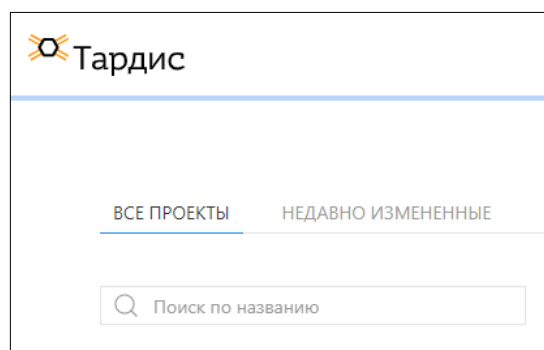 Тардис
ВСЕ ПРОЕКТЫ НЕДАВНО ИЗМЕНЕННЫЕ
Поиск по названию